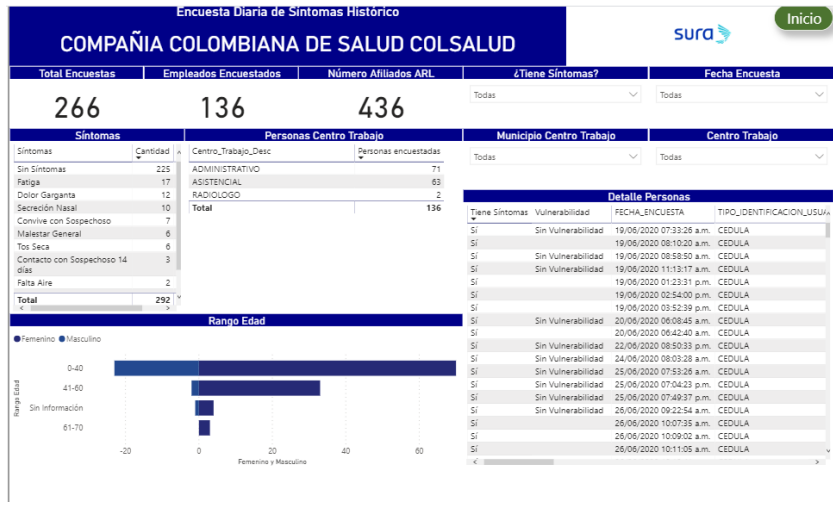 Encuesta Diaria de Síntomas Histórico
COMPAÑIA COLOMBIANA DE SALUD COLSALUD
sura
Inicio
Total Encuestas
Empleados Encuestados
Número Afiliados ARL
¿Tiene Síntomas?
Fecha Encuesta
266
136
436
Todas
Todas
Síntomas
Personas Centro Trabajo
Municipio Centro Trabajo
Centro Trabajo
Todas
Todas
Síntomas Cantidad
Sin Síntomas 225
Fatiga 17
Dolor Garganta 12
Secreción Nasal 10
Convive con Sospechoso 7
Malestar General 6
Tos Seca 6
Contacto con Sospechoso 14 días 3
Falta Aire 2
Total 292
Centro_Trabajo_Desc Personas encuestadas
ADMINISTRATIVO 71
ASISTENCIAL 63
RADIOLOGO 2
Total 136
Detalle Personas
Tiene Síntomas Vulnerabilidad FECHA_ENCUESTA TIPO_IDENTIFICACION_USUA
Sí Sin Vulnerabilidad 19/06/2020 07:33:26 a.m. CEDULA
Sí 19/06/2020 08:10:20 a.m. CEDULA
Sí Sin Vulnerabilidad 19/06/2020 08:58:50 a.m. CEDULA
Sí Sin Vulnerabilidad 19/06/2020 11:13:17 a.m. CEDULA
Sí 19/06/2020 01:23:31 p.m. CEDULA
Sí 19/06/2020 02:54:00 p.m. CEDULA
Sí 19/06/2020 03:52:39 p.m. CEDULA
Sí Sin Vulnerabilidad 20/06/2020 06:08:45 a.m. CEDULA
Sí 20/06/2020 06:42:40 a.m. CEDULA
Sí Sin Vulnerabilidad 22/06/2020 08:50:33 p.m. CEDULA
Sí Sin Vulnerabilidad 24/06/2020 08:03:28 a.m. CEDULA
Sí Sin Vulnerabilidad 25/06/2020 07:53:26 a.m. CEDULA
Sí Sin Vulnerabilidad 25/06/2020 07:04:23 p.m. CEDULA
Sí Sin Vulnerabilidad 25/06/2020 07:49:37 p.m. CEDULA
Sí Sin Vulnerabilidad 26/06/2020 09:22:54 a.m. CEDULA
Sí 26/06/2020 10:07:35 a.m. CEDULA
Sí 26/06/2020 10:09:02 a.m. CEDULA
Sí 26/06/2020 10:11:05 a.m. CEDULA
Rango Edad
Femenino Masculino
Rango Edad
0-40
41-60
Sin Información
61-70
-20 0 20 40 60
Femenino y Masculino